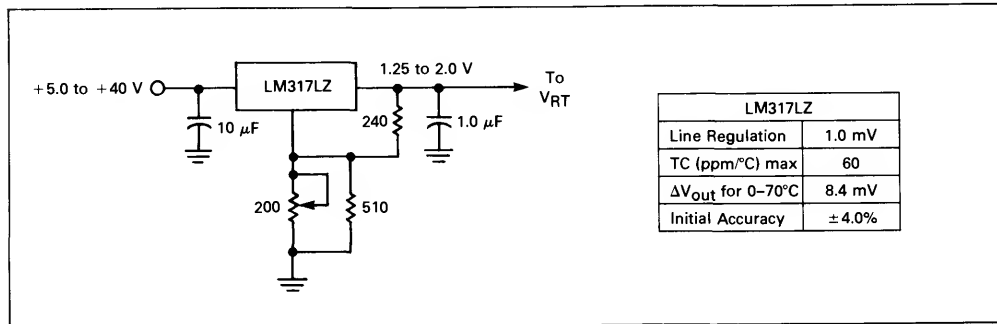 +5.0 to +40 V
LM317LZ
1.25 to 2.0 V
To
VRT
10 μF
240
1.0 μF
200
510
LM317LZ
Line Regulation 1.0 mV
TC (ppm/°C) max 60
ΔVout for 0–70°C 8.4 mV
Initial Accuracy ±4.0%